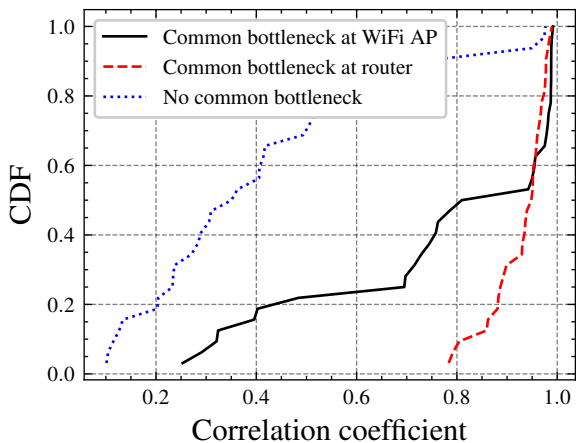 Common bottleneck at WiFi AP
Common bottleneck at router
No common bottleneck
CDF
1.0
0.8
0.6
0.4
0.2
0.0
0.2
0.4
0.6
0.8
1.0
Correlation coefficient